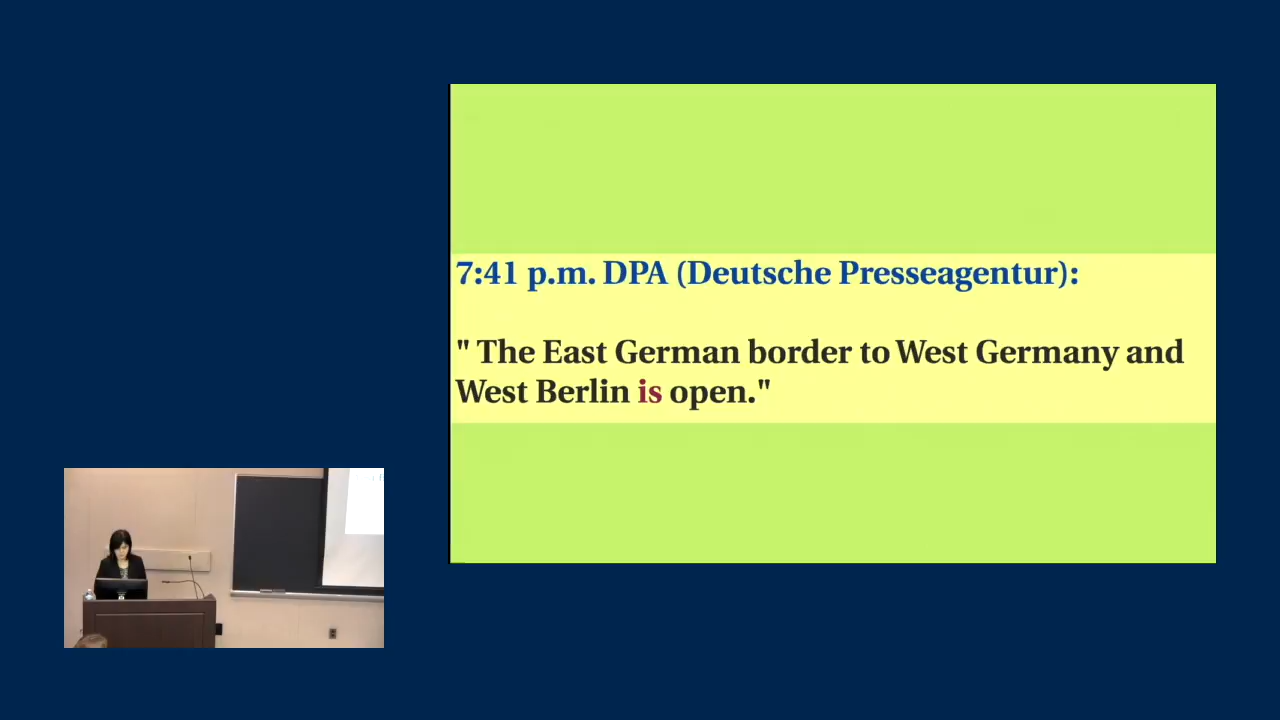 7:41 p.m. DPA (Deutsche Presseagentur):
" The East German border to West Germany and
West Berlin is open."